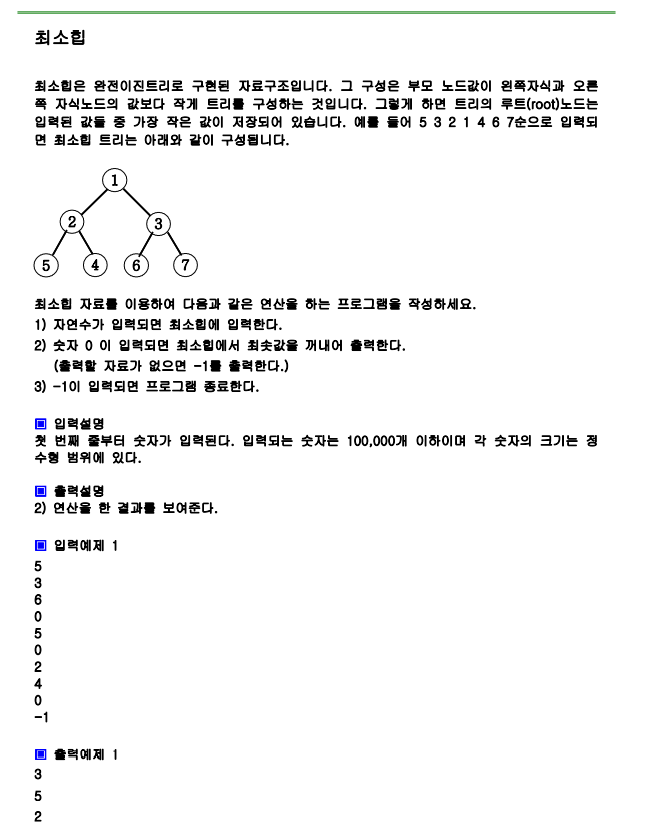 최소힙
최소힙은 완전이진트리로 구현된 자료구조입니다. 그 구성은 부모 노드값이 왼쪽자식과 오른
쪽 자식노드의 값보다 작게 트리를 구성하는 것입니다. 그렇게 하면 트리의 루트(root)노드는
입력된 값들 중 가장 작은 값이 저장되어 있습니다. 예를 들어 5 3 2 1 4 6 7순으로 입력되
면 최소힙 트리는 아래와 같이 구성됩니다.
1
2 3
5 4 6 7
최소힙 자료를 이용하여 다음과 같은 연산을 하는 프로그램을 작성하세요.
1) 자연수가 입력되면 최소힙에 입력한다.
2) 숫자 0 이 입력되면 최소힙에서 최솟값을 꺼내어 출력한다.
(출력할 자료가 없으면 -1를 출력한다.)
3) -1이 입력되면 프로그램 종료한다.
▣ 입력설명
첫 번째 줄부터 숫자가 입력된다. 입력되는 숫자는 100,000개 이하이며 각 숫자의 크기는 정
수형 범위에 있다.
▣ 출력설명
2) 연산을 한 결과를 보여준다.
▣ 입력예제 1
5
3
6
0
5
0
2
4
0
-1
▣ 출력예제 1
3
5
2